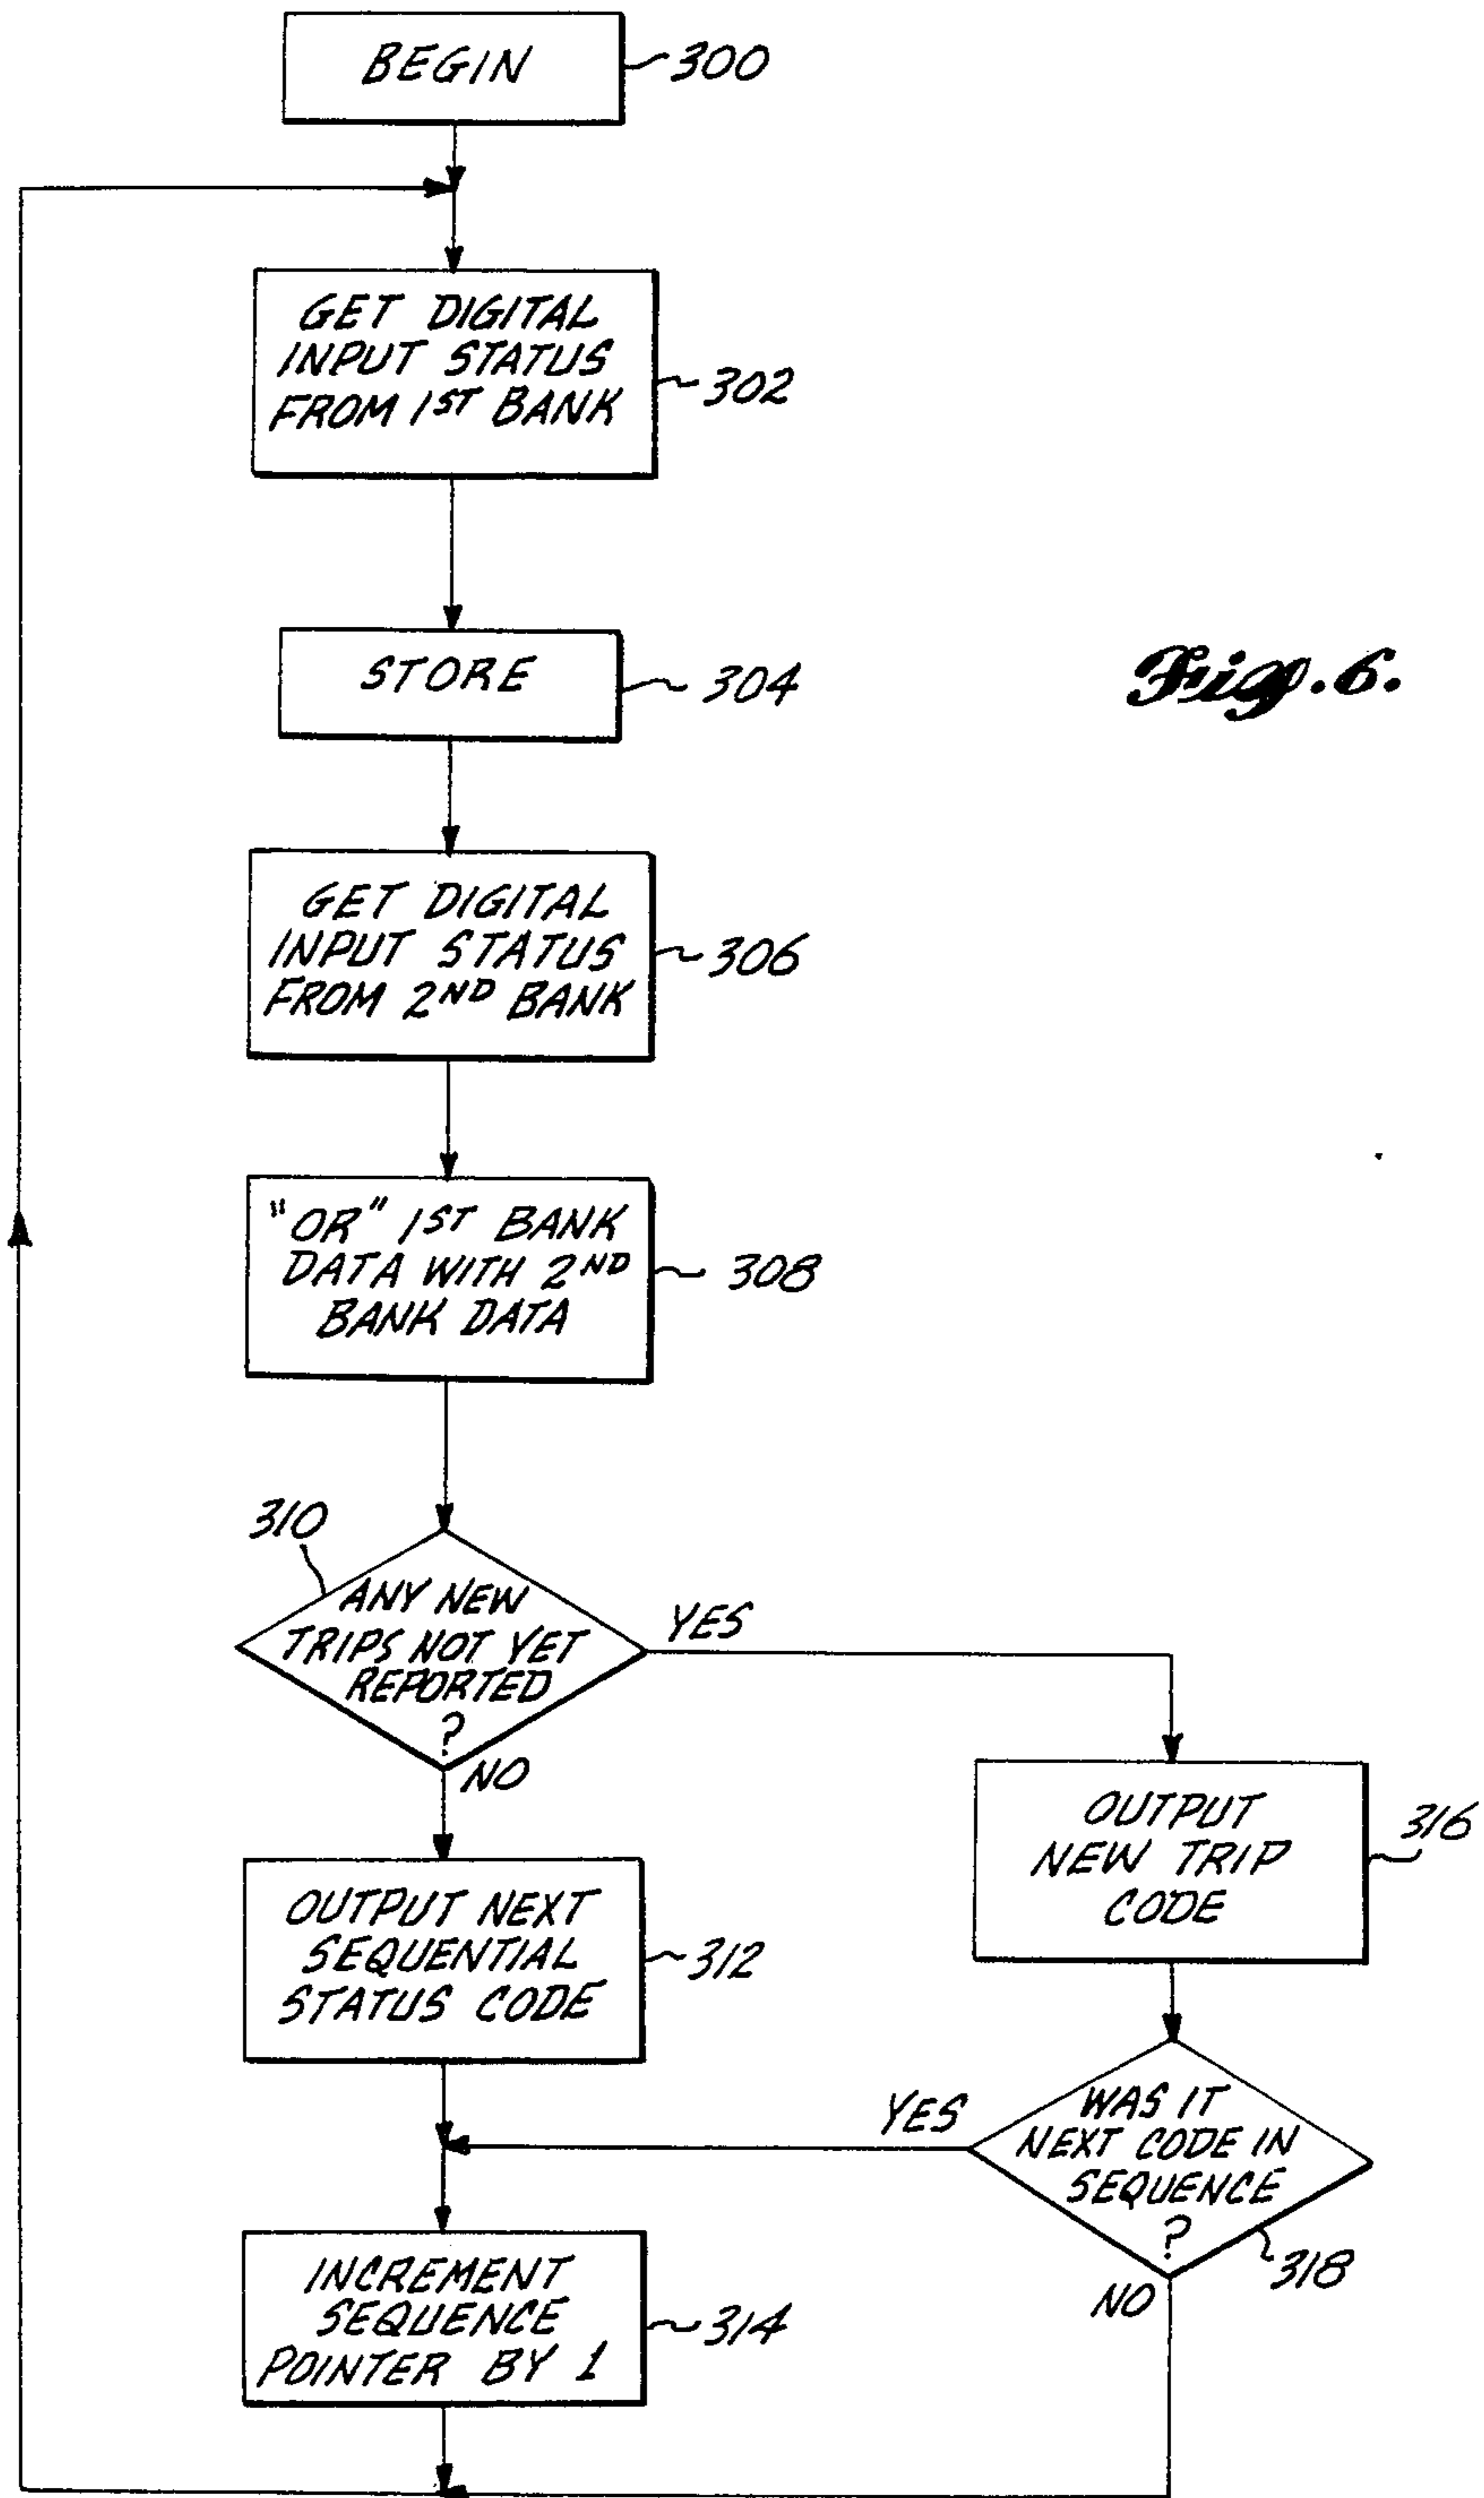 BEGIN
300
GET DIGITAL
INPUT STATUS
FROM 1ST BANK
302
STORE
304
Fig. 6.
GET DIGITAL
INPUT STATUS
FROM 2ND BANK
306
"OR" 1ST BANK
DATA WITH 2ND
BANK DATA
308
310
ANY NEW
TRIPS NOT YET
REPORTED
?
YES
NO
OUTPUT
NEW TRIP
CODE
316
OUTPUT NEXT
SEQUENTIAL
STATUS CODE
312
YES
WAS IT
NEXT CODE IN
SEQUENCE
?
318
NO
INCREMENT
SEQUENCE
POINTER BY 1
314